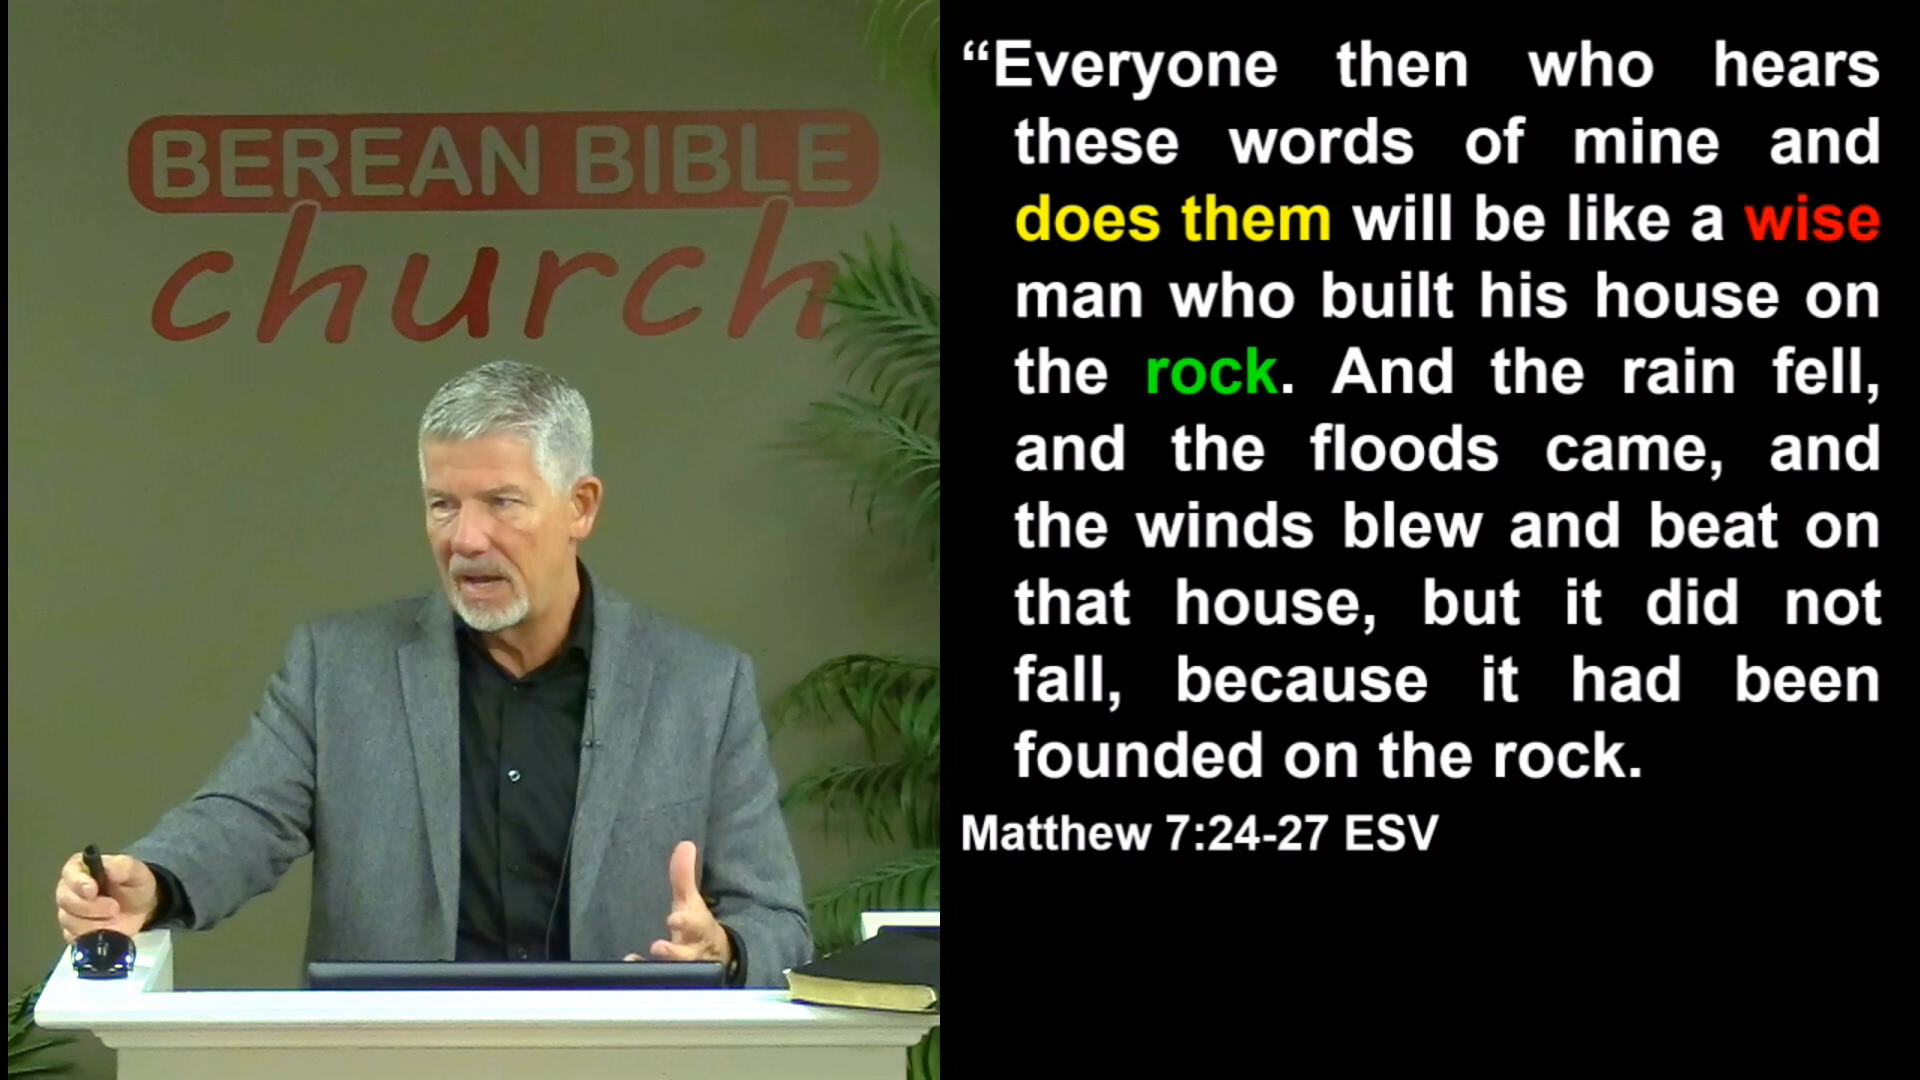 BEREAN BIBLE
church
“Everyone then who hears
these words of mine and
does them will be like a wise
man who built his house on
the rock. And the rain fell,
and the floods came, and
the winds blew and beat on
that house, but it did not
fall, because it had been
founded on the rock.
Matthew 7:24-27 ESV